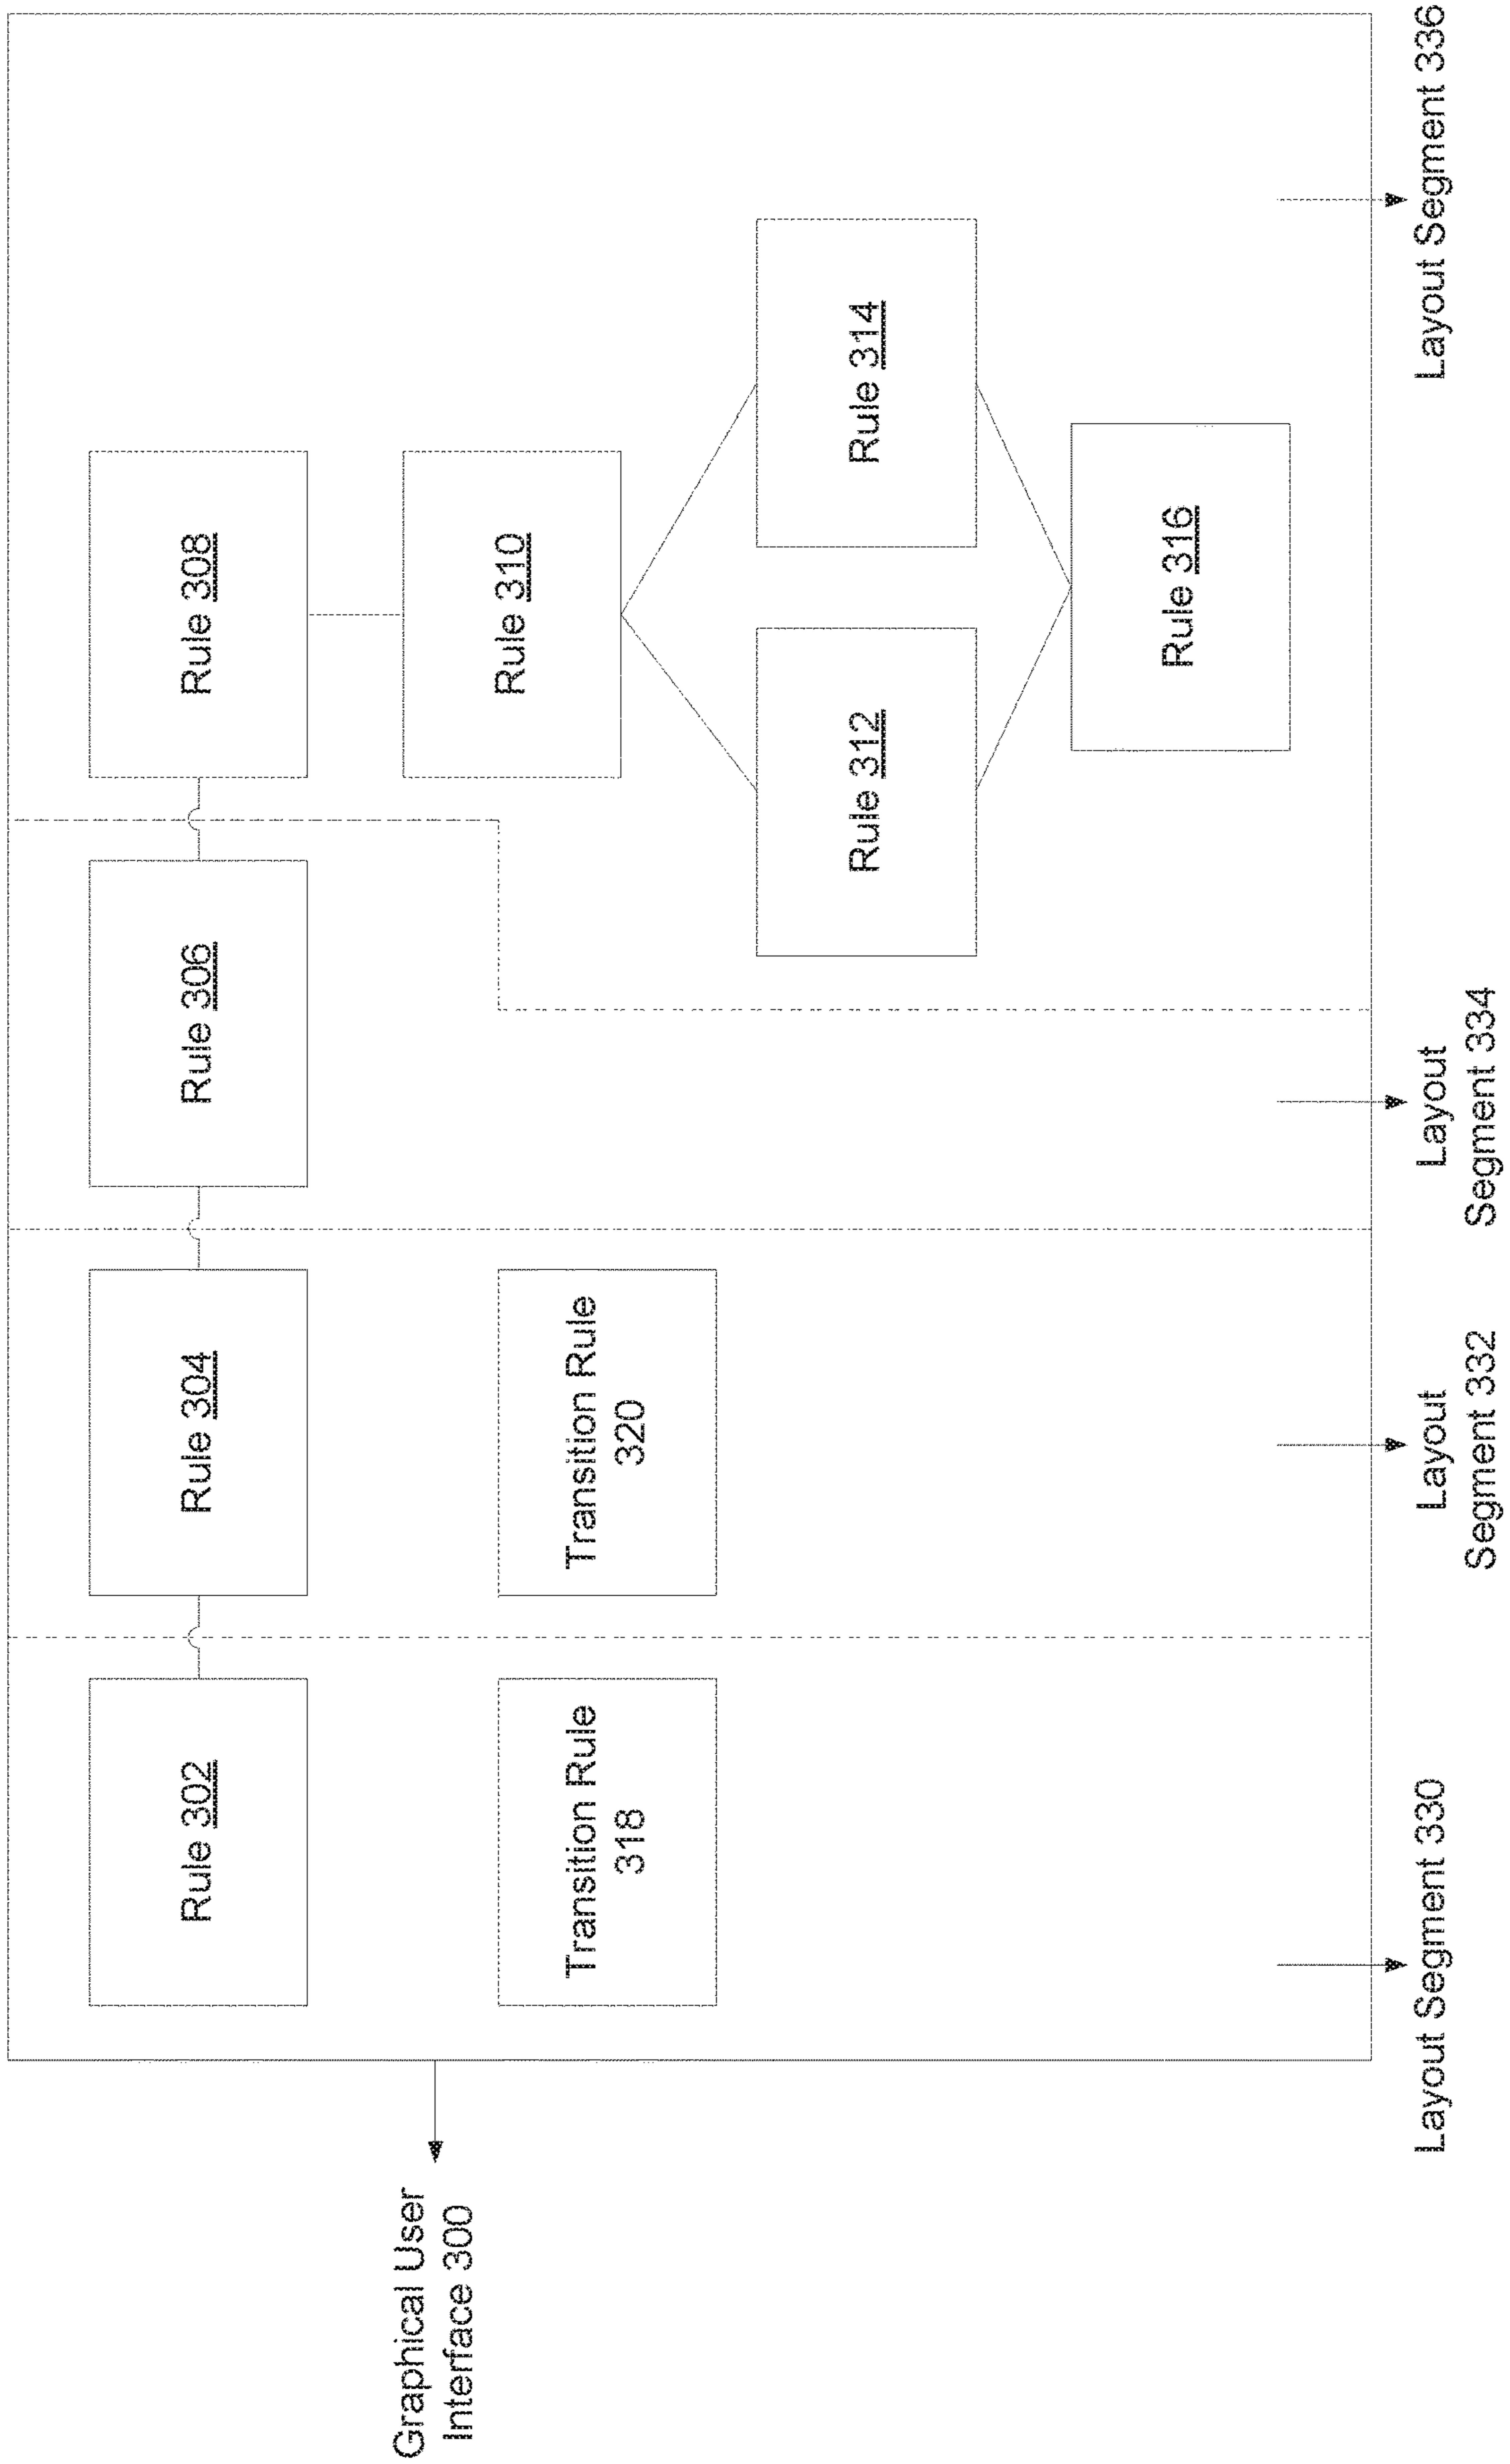 Graphical User
Interface 300
Rule 302
Rule 304
Rule 306
Rule 308
Transition Rule
318
Transition Rule
320
Rule 310
Rule 312
Rule 314
Rule 316
Layout Segment 330
Layout
Segment 332
Layout
Segment 334
Layout Segment 336